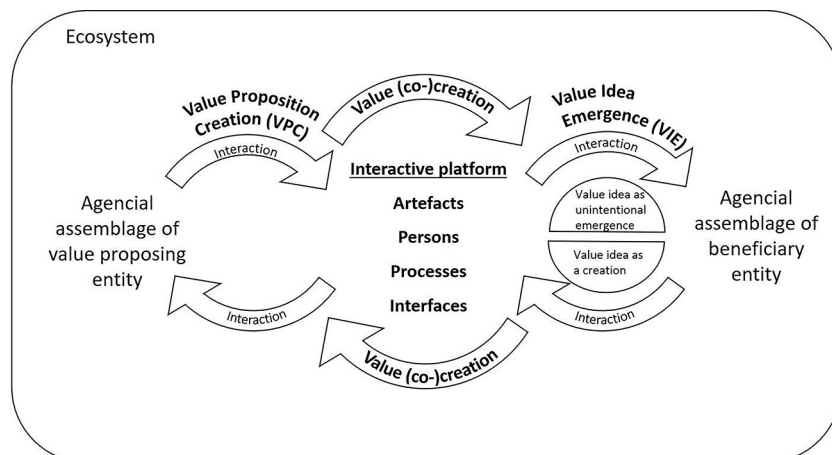 Ecosystem
Value Proposition
Creation (VPC)
Value (co-)creation
Value Idea
Emergence (VIE)
Interaction
Interaction
Interactive platform
Artefacts
Persons
Processes
Interfaces
Agencial
assemblage of
value proposing
entity
Value idea as
unintentional
emergence
Value idea as
a creation
Agencial
assemblage of
beneficiary
entity
Interaction
Interaction
Value (co-)creation